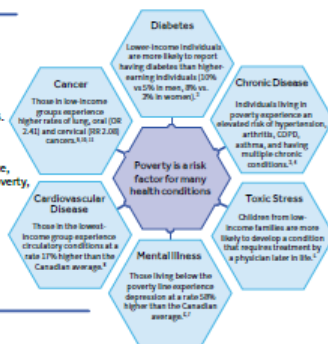 Diabetes
Lower-income individuals
are more likely to report
having diabetes than higher-
earning individuals (10%
vs 5% in men, 8% vs.
3% in women).
Cancer
Those in low-income
groups experience
higher rates of lung, oral (OR
2.41) and cervical (RR 2.08)
cancers.
Chronic Disease
Individuals living in
poverty experience an
elevated risk of hypertension,
arthritis, COPD,
asthma, and having
multiple chronic
conditions.
Poverty is a risk
factor for many
health conditions
Cardiovascular
Disease
Those in the lowest-
income group experience
circulatory conditions at a
rate 17% higher than the
Canadian average.
Toxic Stress
Children from low-
income families are more
likely to develop a condition
that requires treatment by
a physician later in life.
Mental Illness
Those living below the
poverty line experience
depression at a rate 58%
higher than the Canadian
average.